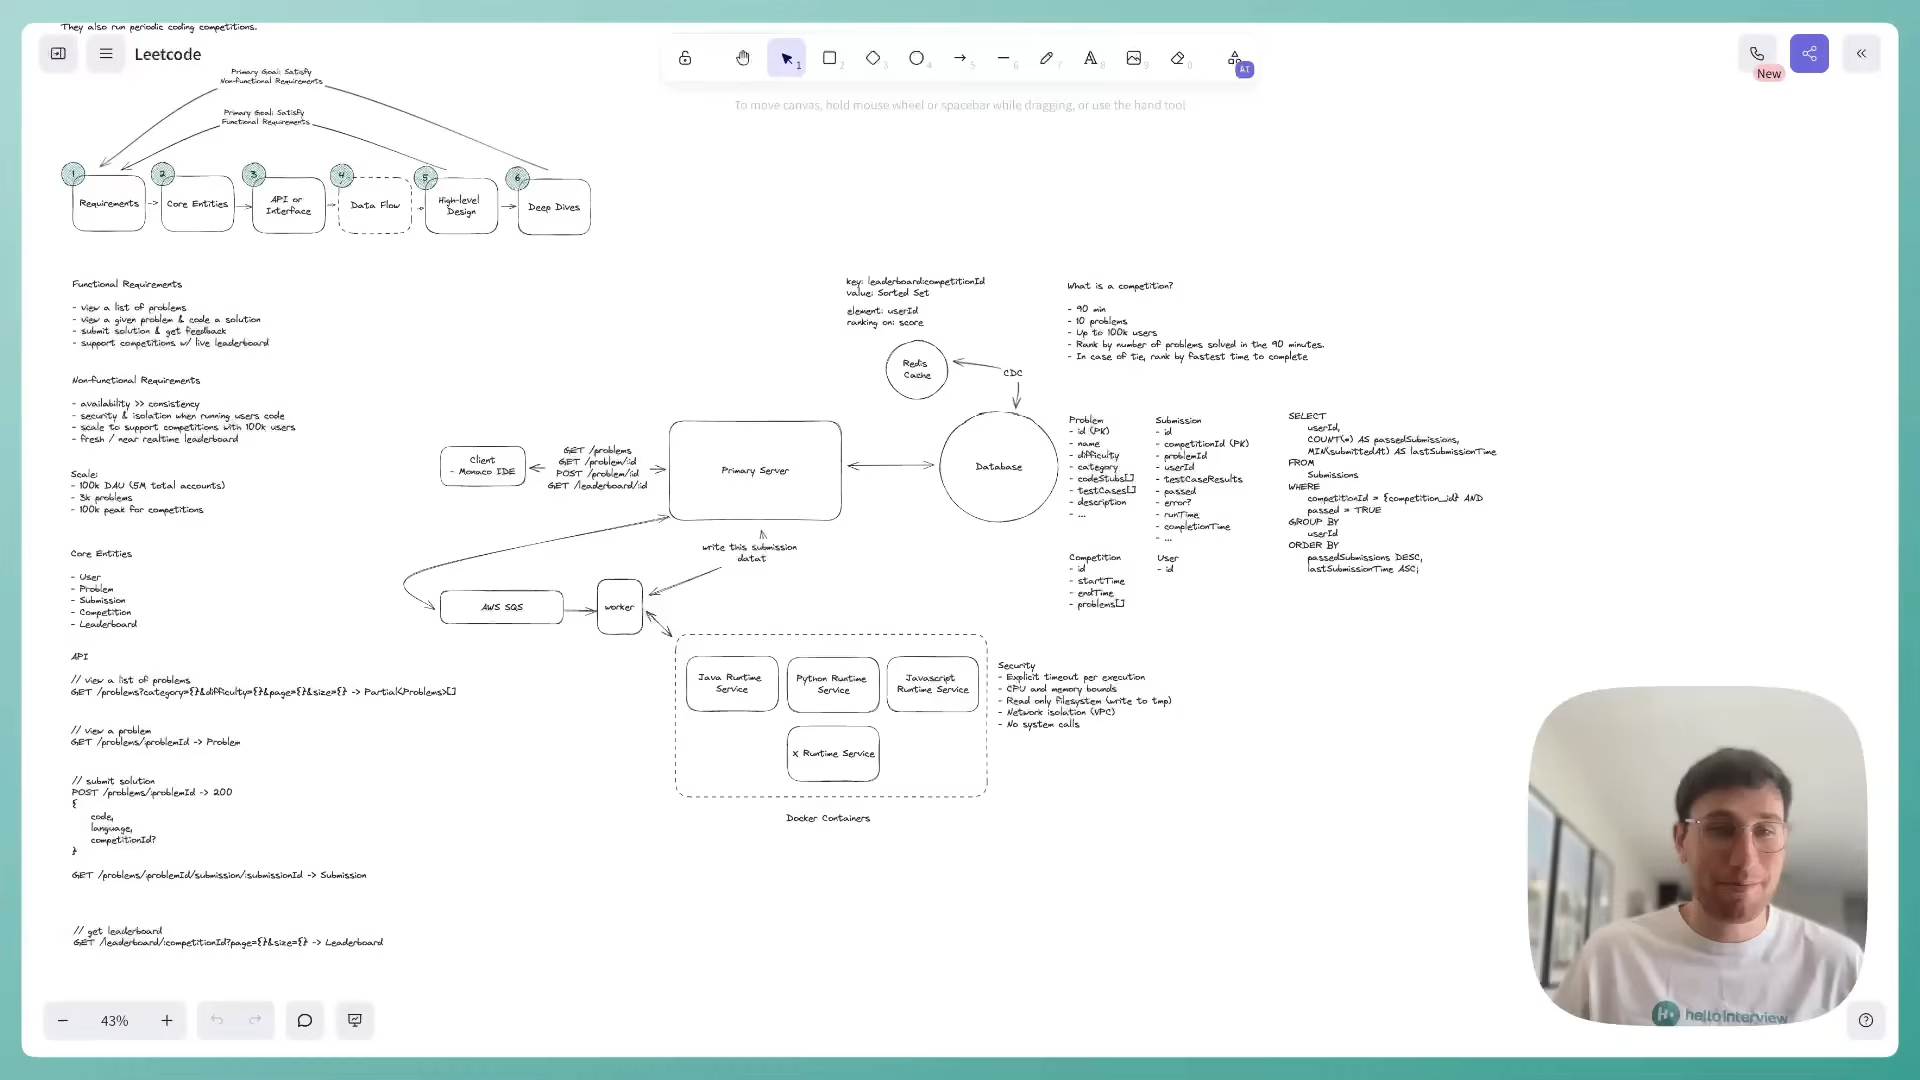 They also run periodic coding competitions.
Leetcode
1
2
3
4
5
6
7
8
9
0
AI
New
To move canvas, hold mouse wheel or spacebar while dragging, or use the hand tool
Primary Goal: Satisfy
Non-functional Requirements
Primary Goal: Satisfy
Functional Requirements
1
2
3
4
5
6
Requirements
Core Entities
API or
Interface
Data Flow
High-level
Design
Deep Dives
Functional Requirements
- view a list of problems
- view a given problem & code a solution
- submit solution & get feedback
- support competitions w/ live leaderboard
Non-functional Requirements
- availability >> consistency
- security & isolation when running users code
- scale to support competitions with 100k users
- fresh / near realtime leaderboard
Scale:
- 100k DAU (5M total accounts)
- 3k problems
- 100k peak for competitions
Core Entities
- User
- Problem
- Submission
- Competition
- Leaderboard
API
// view a list of problems
GET /problems?category={}&difficulty={}&page={}&size={} -> Partial<Problems>[]
// view a problem
GET /problems/:problemId -> Problem
// submit solution
POST /problems/:problemId -> 200
{
code,
language,
competitionId?
}
GET /problems/:problemId/submission/:submissionId -> Submission
// get leaderboard
GET /leaderboard/:competitionId?page={}&size={} -> Leaderboard
Client
- Monaco IDE
GET /problems
GET /problem/:id
POST /problem/:id
GET /leaderboard/:id
Primary Server
write this submission
datat
AWS SQS
worker
key: leaderboard:competitionId
value: Sorted Set
element: userId
ranking on: score
Redis
Cache
CDC
Database
What is a competition?
- 90 min
- 10 problems
- Up to 100k users
- Rank by number of problems solved in the 90 minutes.
- In case of tie, rank by fastest time to complete
Problem
- id (PK)
- name
- difficulty
- category
- codeStubs[]
- testCases[]
- description
- ...
Submission
- id
- competitionId (PK)
- problemId
- userId
- testCaseResults
- passed
- error?
- runTime
- completionTime
- ...
Competition
- id
- startTime
- endTime
- problems[]
User
- id
SELECT
userId,
COUNT(*) AS passedSubmissions,
MIN(submittedAt) AS lastSubmissionTime
FROM
Submissions
WHERE
competitionId = {competition_id} AND
passed = TRUE
GROUP BY
userId
ORDER BY
passedSubmissions DESC,
lastSubmissionTime ASC;
Java Runtime
Service
Python Runtime
Service
Javascript
Runtime Service
X Runtime Service
Docker Containers
Security
- Explicit timeout per execution
- CPU and memory bounds
- Read only filesystem (write to tmp)
- Network isolation (VPC)
- No system calls
43%
hellointerview